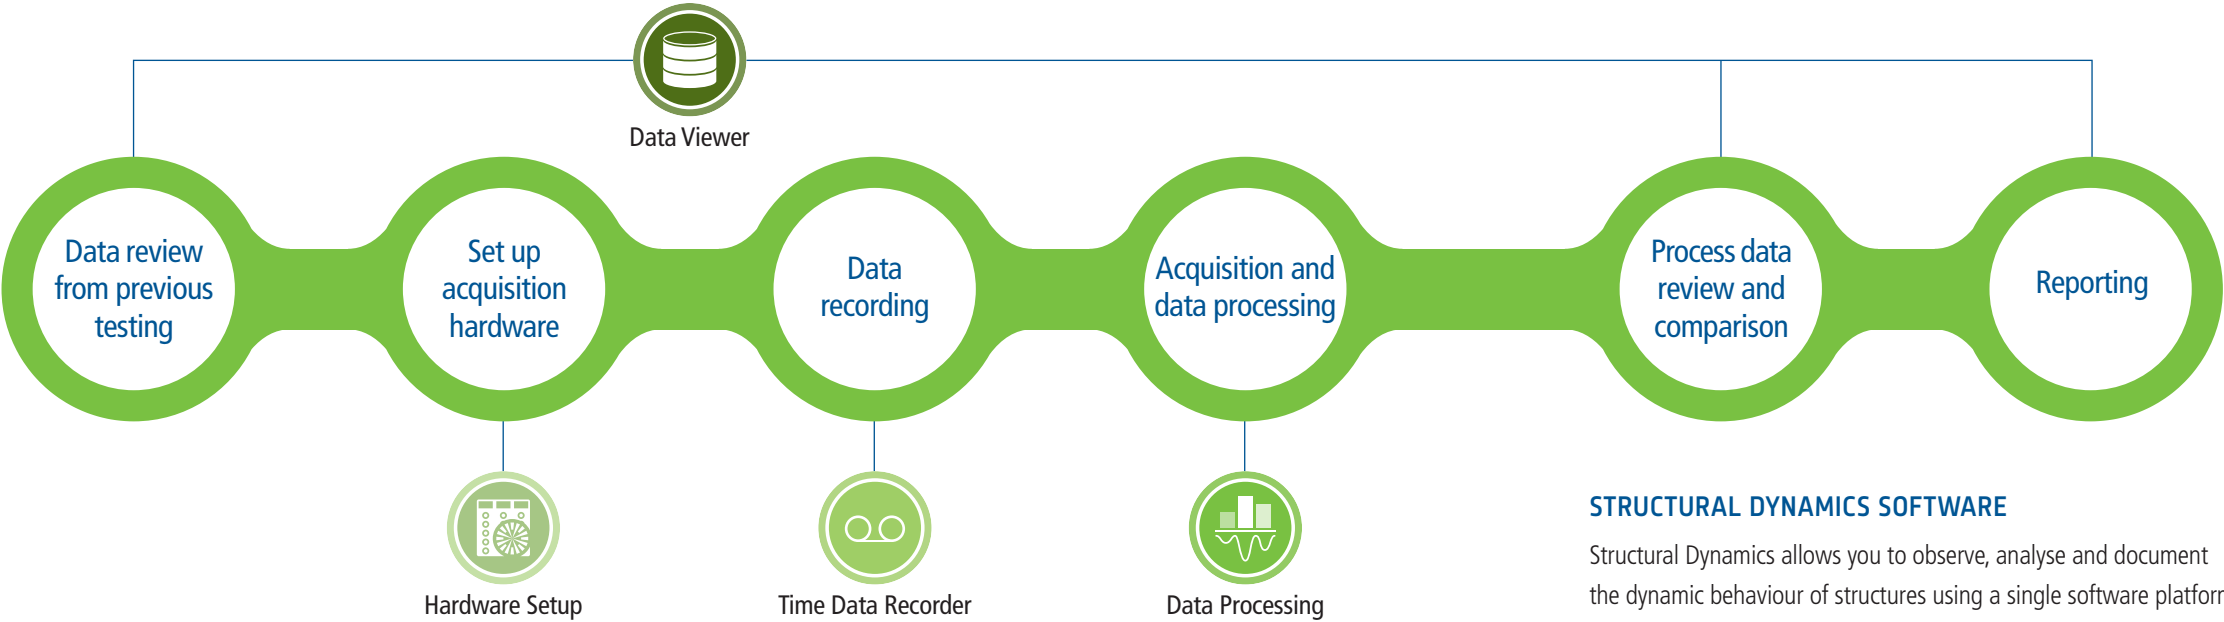 Data Viewer
Data review
from previous
testing
Set up
acquisition
hardware
Data
recording
Acquisition and
data processing
Process data
review and
comparison
Reporting
Hardware Setup
Time Data Recorder
Data Processing
STRUCTURAL DYNAMICS SOFTWARE
Structural Dynamics allows you to observe, analyse and document
the dynamic behaviour of structures using a single software